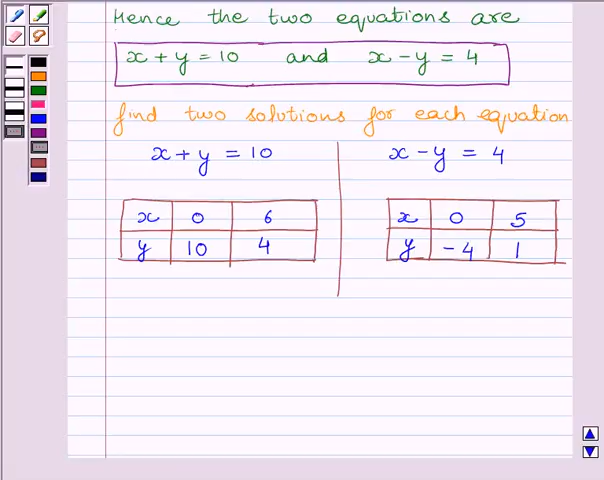 Hence the two equations are
x + y = 10 and x - y = 4
find two solutions for each equation
x + y = 10
x 0 6
y 10 4
x - y = 4
x 0 5
y -4 1